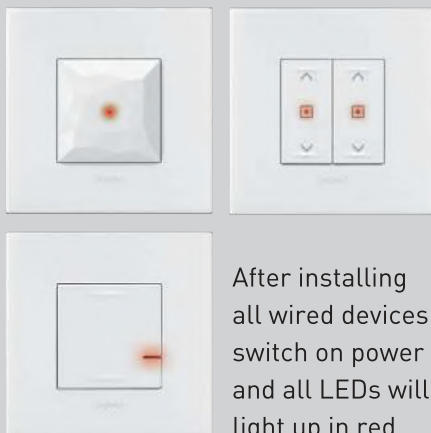 After installing
all wired devices
switch on power
and all LEDs will
light up in red